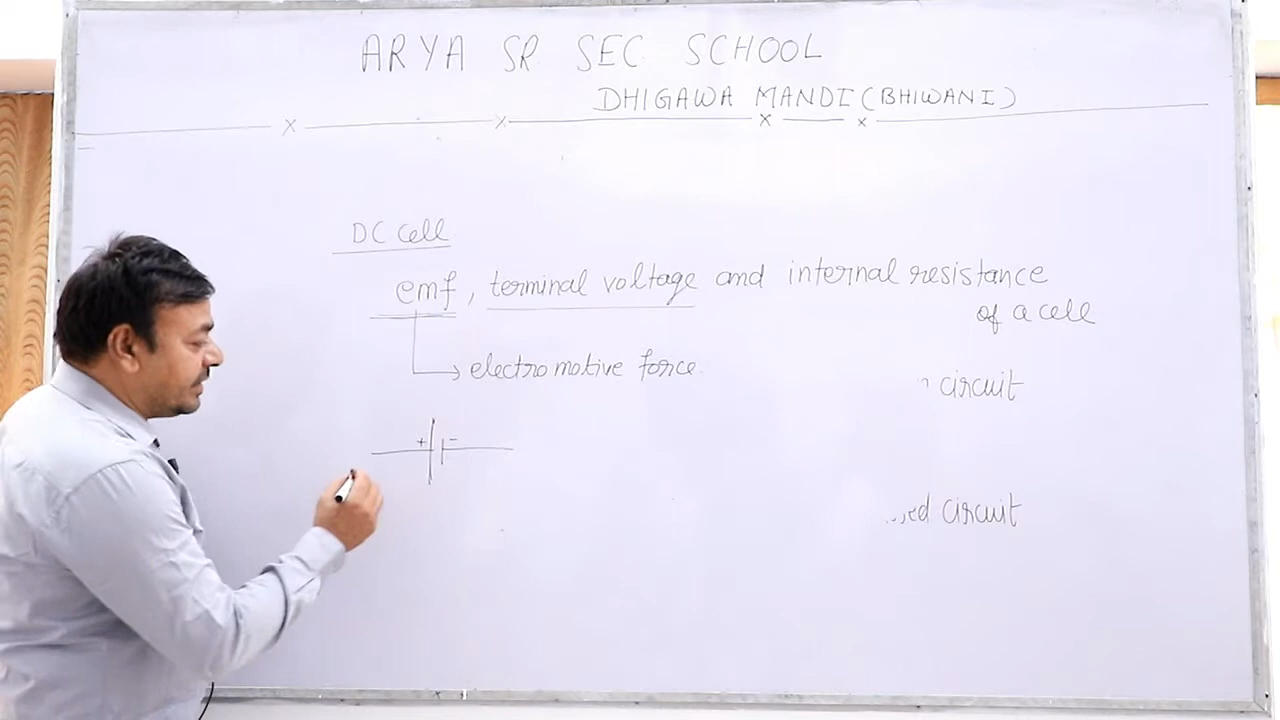 ARYA SR. SEC. SCHOOL
DHIGAWA MANDI (BHIWANI)
DC cell
emf, terminal voltage and internal resistance
of a cell
electromotive force
circuit
+ -
circuit